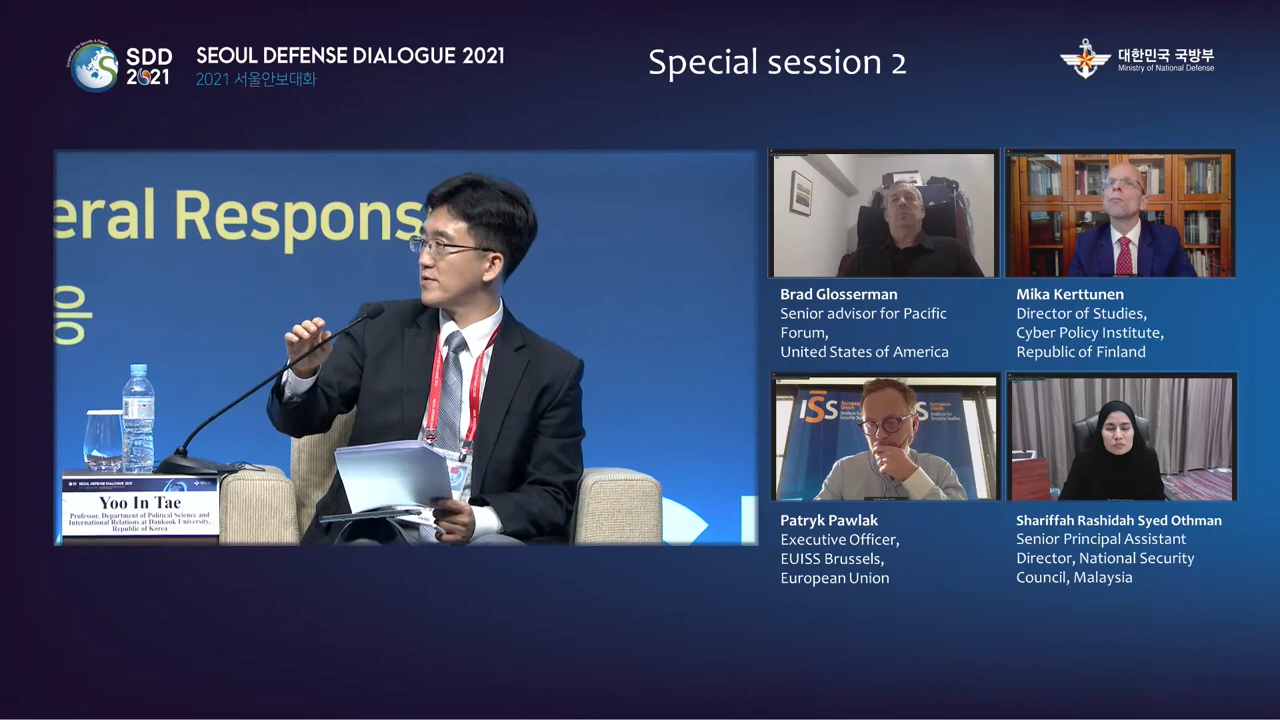 SDD
2021
SEOUL DEFENSE DIALOGUE 2021
2021 서울안보대화
Special session 2
대한민국 국방부
Ministry of National Defense
eral Respons
Yoo In Tae
Professor, Department of Political Science and
International Relations at Dankook University,
Republic of Korea
Brad Glosserman
Senior advisor for Pacific
Forum,
United States of America
Mika Kerttunen
Director of Studies,
Cyber Policy Institute,
Republic of Finland
Patryk Pawlak
Executive Officer,
EUISS Brussels,
European Union
Shariffah Rashidah Syed Othman
Senior Principal Assistant
Director, National Security
Council, Malaysia